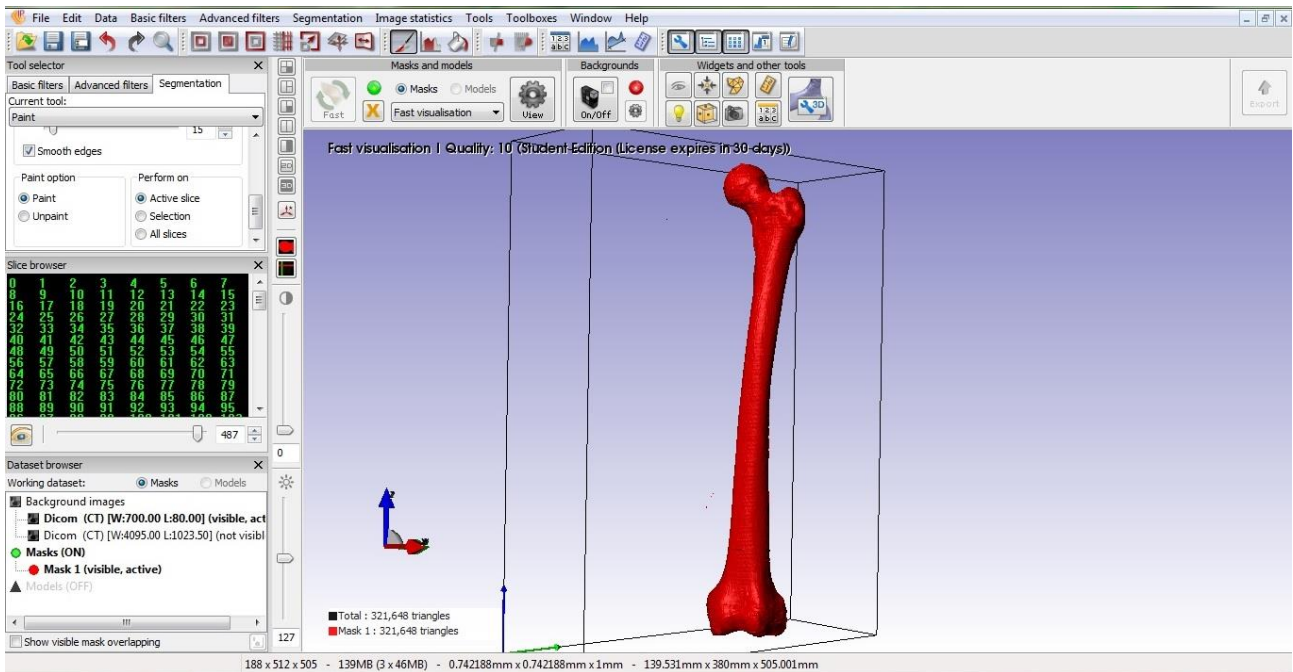 File Edit Data Basic filters Advanced filters Segmentation Image statistics Tools Toolboxes Window Help
Tool selector
Basic filters Advanced filters Segmentation
Current tool:
Paint
15
Smooth edges
Paint option Perform on
Paint Active slice
Unpaint Selection
All slices
Slice browser
0 1 2 3 4 5 6 7
8 9 10 11 12 13 14 15
16 17 18 19 20 21 22 23
24 25 26 27 28 29 30 31
32 33 34 35 36 37 38 39
40 41 42 43 44 45 46 47
48 49 50 51 52 53 54 55
56 57 58 59 60 61 62 63
64 65 66 67 68 69 70 71
72 73 74 75 76 77 78 79
80 81 82 83 84 85 86 87
88 89 90 91 92 93 94 95
487
Dataset browser
Working dataset: Masks Models
Background images
Dicom (CT) [W:700.00 L:80.00] (visible, act
Dicom (CT) [W:4095.00 L:1023.50] (not visibl
Masks (ON)
Mask 1 (visible, active)
Models (OFF)
Show visible mask overlapping
2D
3D
0
127
Masks and models Backgrounds Widgets and other tools
Fast
Masks Models
Fast visualisation
View
On/Off
123
abc
3D
Export
Fast visualisation | Quality: 10 (Student-Edition (License expires in 30-days))
Total : 321,648 triangles
Mask 1 : 321,648 triangles
188 x 512 x 505 - 139MB (3 x 46MB) - 0.742188mm x 0.742188mm x 1mm - 139.531mm x 380mm x 505.001mm